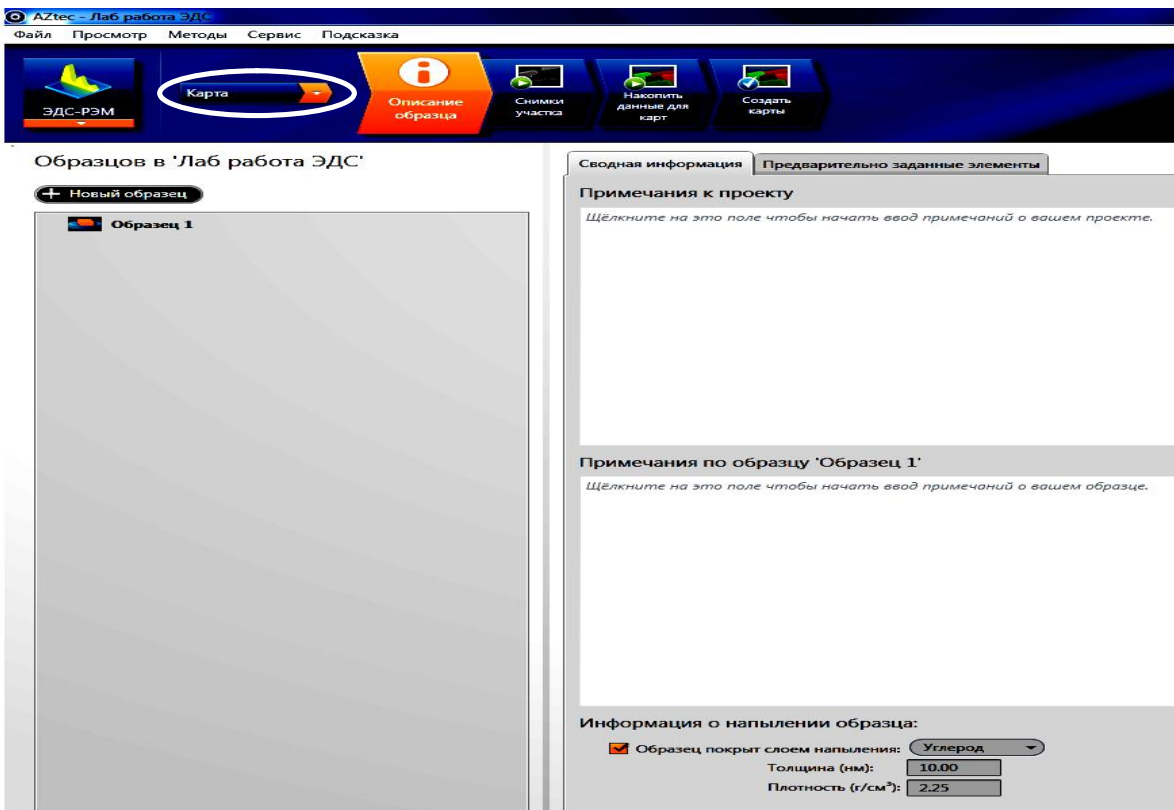 AZtec - Лаб работа ЭДС
Файл Просмотр Методы Сервис Подсказка
ЭДС-РЭМ
Карта
Описание
образца
Снимки
участка
Накопить
данные для
карт
Создать
карты
Образцов в 'Лаб работа ЭДС'
Новый образец
Образец 1
Сводная информация
Предварительно заданные элементы
Примечания к проекту
Щёлкните на это поле чтобы начать ввод примечаний о вашем проекте.
Примечания по образцу 'Образец 1'
Щёлкните на это поле чтобы начать ввод примечаний о вашем образце.
Информация о напылении образца:
Образец покрыт слоем напыления: Углерод
Толщина (нм): 10.00
Плотность (г/см³): 2.25